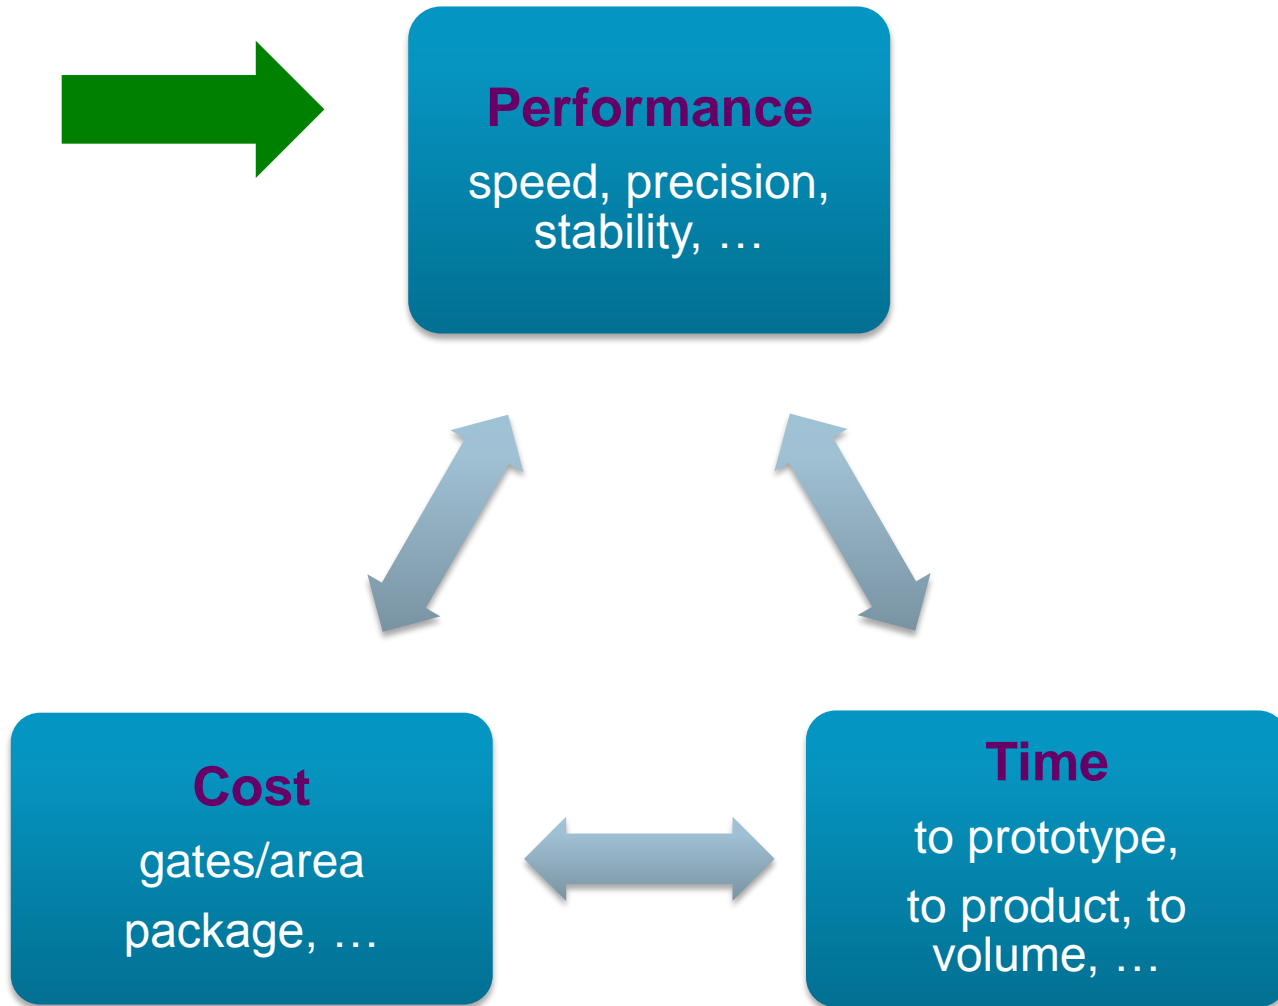 Performance
speed, precision,
stability, …
Cost
gates/area
package, …
Time
to prototype,
to product, to
volume, …